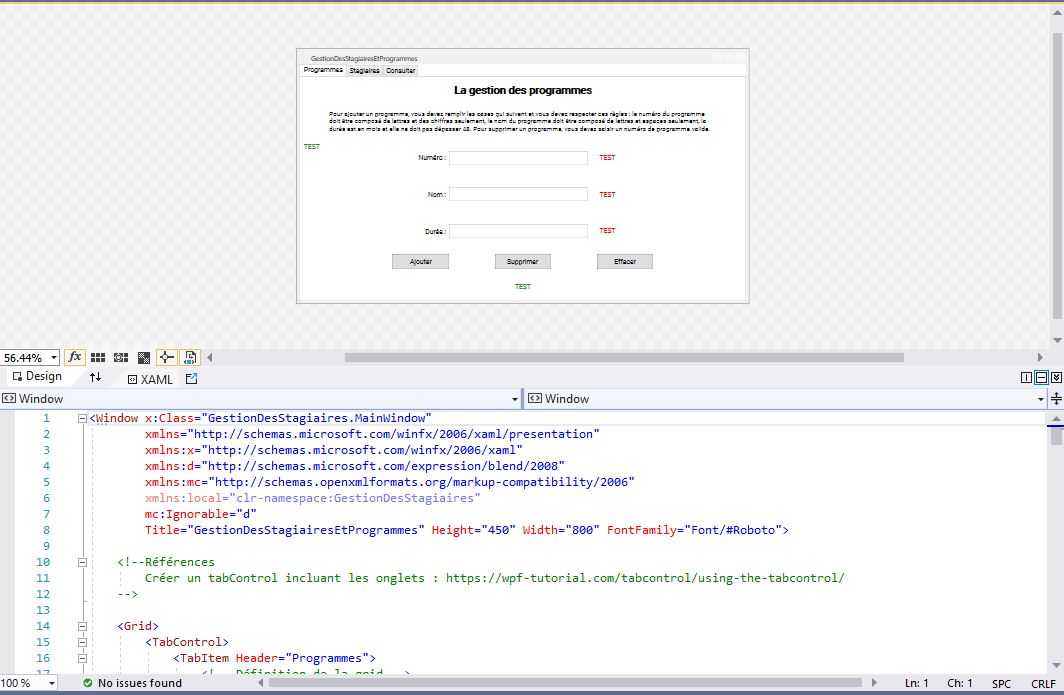 GestionDesStagiairesEtProgrammes
Programmes Stagiaires Consulter
La gestion des programmes
Pour ajouter un programme, vous devez remplir les cases qui suivent et vous devez respecter ces règles : le numéro du programme
doit être composé de lettres et des chiffres seulement, le nom du programme doit être composé de lettres et espaces seulement, la
durée est en mois et elle ne doit pas dépasser 48. Pour supprimer un programme, vous devez saisir un numéro de programme valide.
TEST
Numéro : TEST
Nom : TEST
Durée : TEST
Ajouter Supprimer Effacer
TEST
56.44% fx
Design XAML
Window Window
1 <Window x:Class="GestionDesStagiaires.MainWindow"
2 xmlns="http://schemas.microsoft.com/winfx/2006/xaml/presentation"
3 xmlns:x="http://schemas.microsoft.com/winfx/2006/xaml"
4 xmlns:d="http://schemas.microsoft.com/expression/blend/2008"
5 xmlns:mc="http://schemas.openxmlformats.org/markup-compatibility/2006"
6 xmlns:local="clr-namespace:GestionDesStagiaires"
7 mc:Ignorable="d"
8 Title="GestionDesStagiairesEtProgrammes" Height="450" Width="800" FontFamily="Font/#Roboto">
9
10 <!--Références
11 Créer un tabControl incluant les onglets : https://wpf-tutorial.com/tabcontrol/using-the-tabcontrol/
12 -->
13
14 <Grid>
15 <TabControl>
16 <TabItem Header="Programmes">
17 <!--Définition de la grid-->
100 % No issues found Ln: 1 Ch: 1 SPC CRLF